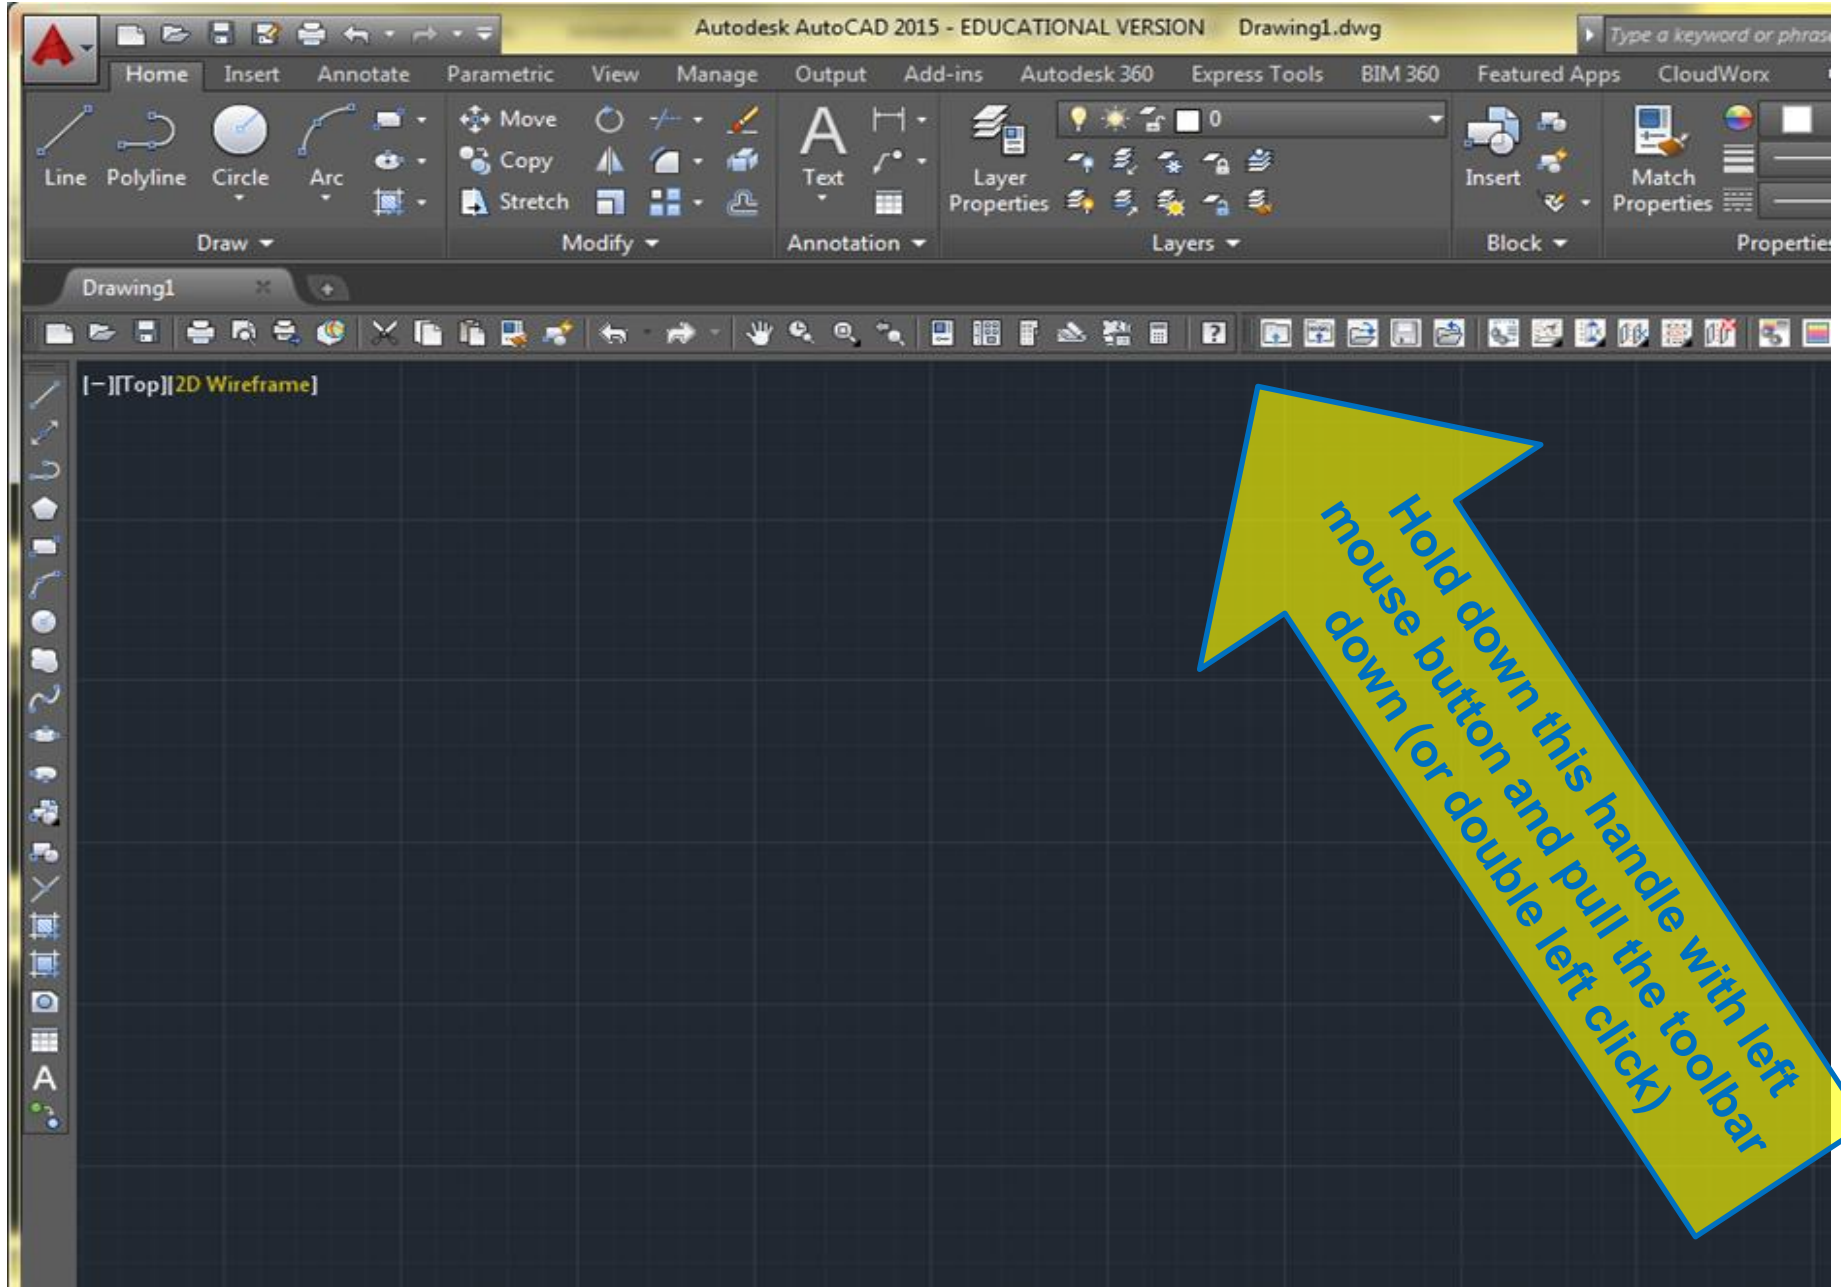 Autodesk AutoCAD 2015 - EDUCATIONAL VERSION Drawing1.dwg
Type a keyword or phrase
Home Insert Annotate Parametric View Manage Output Add-ins Autodesk 360 Express Tools BIM 360 Featured Apps CloudWorx
Line Polyline Circle Arc
Move
Copy
Stretch
A
Text
Layer
Properties
0
Insert
Match
Properties
Draw Modify Annotation Layers Block Properties
Drawing1
[−][Top][2D Wireframe]
A
Hold down this handle with left
mouse button and pull the toolbar
down (or double left click)